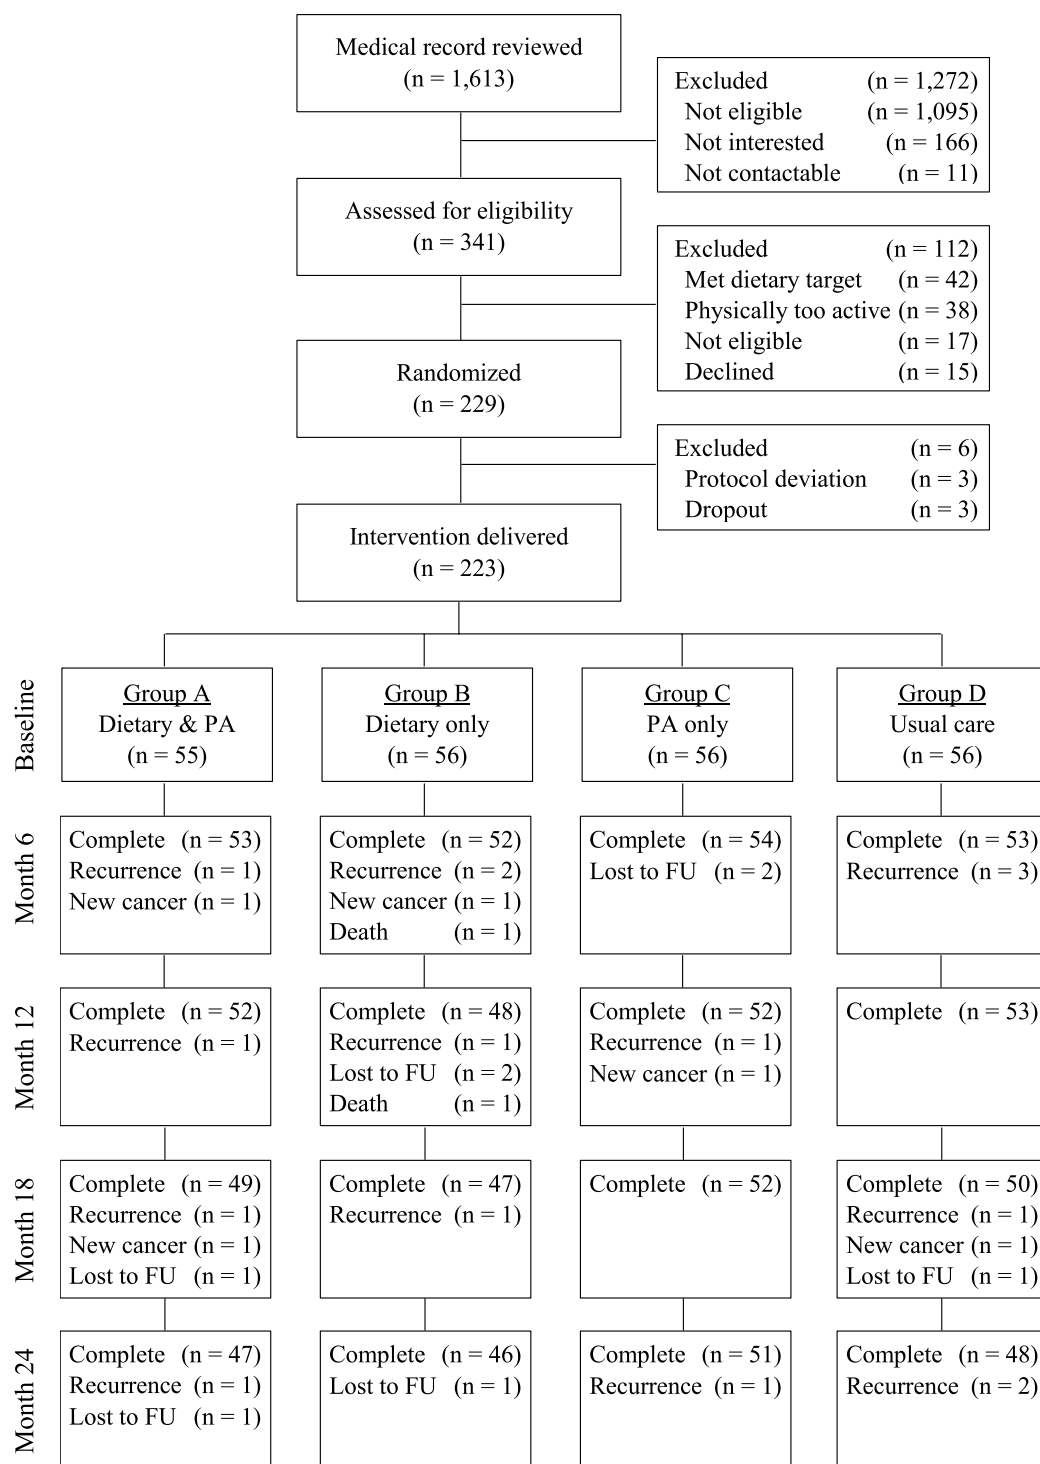 Medical record reviewed
(n = 1,613)
Excluded (n = 1,272)
Not eligible (n = 1,095)
Not interested (n = 166)
Not contactable (n = 11)
Assessed for eligibility
(n = 341)
Excluded (n = 112)
Met dietary target (n = 42)
Physically too active (n = 38)
Not eligible (n = 17)
Declined (n = 15)
Randomized
(n = 229)
Excluded (n = 6)
Protocol deviation (n = 3)
Dropout (n = 3)
Intervention delivered
(n = 223)
Baseline
Group A
Dietary & PA
(n = 55)
Group B
Dietary only
(n = 56)
Group C
PA only
(n = 56)
Group D
Usual care
(n = 56)
Month 6
Complete (n = 53)
Recurrence (n = 1)
New cancer (n = 1)
Complete (n = 52)
Recurrence (n = 2)
New cancer (n = 1)
Death (n = 1)
Complete (n = 54)
Lost to FU (n = 2)
Complete (n = 53)
Recurrence (n = 3)
Month 12
Complete (n = 52)
Recurrence (n = 1)
Complete (n = 48)
Recurrence (n = 1)
Lost to FU (n = 2)
Death (n = 1)
Complete (n = 52)
Recurrence (n = 1)
New cancer (n = 1)
Complete (n = 53)
Month 18
Complete (n = 49)
Recurrence (n = 1)
New cancer (n = 1)
Lost to FU (n = 1)
Complete (n = 47)
Recurrence (n = 1)
Complete (n = 52)
Complete (n = 50)
Recurrence (n = 1)
New cancer (n = 1)
Lost to FU (n = 1)
Month 24
Complete (n = 47)
Recurrence (n = 1)
Lost to FU (n = 1)
Complete (n = 46)
Lost to FU (n = 1)
Complete (n = 51)
Recurrence (n = 1)
Complete (n = 48)
Recurrence (n = 2)